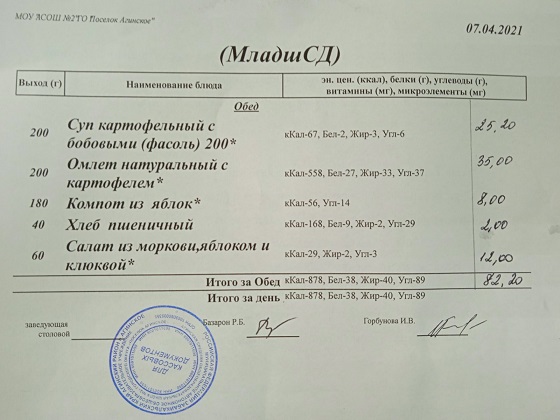 МОУ АСОШ №2"ГО Поселок Агинское"
07.04.2021
(МладшСД)
Выход (г) Наименование блюда эн. цен. (ккал), белки (г), углеводы (г), витамины (мг), микроэлементы (мг)
Обед
200 Суп картофельный с бобовыми (фасоль) 200* кКал-67, Бел-2, Жир-3, Угл-6 25,20
200 Омлет натуральный с картофелем* кКал-558, Бел-27, Жир-33, Угл-37 35,00
180 Компот из яблок* кКал-56, Угл-14 8,00
40 Хлеб пшеничный кКал-168, Бел-9, Жир-2, Угл-29 2,00
60 Салат из моркови,яблоком и клюквой* кКал-29, Жир-2, Угл-3 12,00
Итого за Обед кКал-878, Бел-38, Жир-40, Угл-89 82,20
Итого за день кКал-878, Бел-38, Жир-40, Угл-89
заведующая столовой Базарон Р.Б. Горбунова И.В.
ДЛЯ
КАССОВЫХ
ДОКУМЕНТОВ